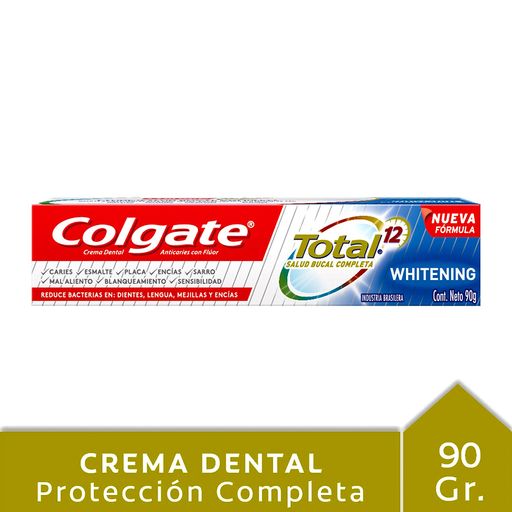 Colgate®
Crema Dental Anticaries con Flúor
✓CARIES ✓ESMALTE ✓PLACA ✓ENCÍAS ✓SARRO
✓MAL ALIENTO ✓BLANQUEAMIENTO ✓SENSIBILIDAD
REDUCE BACTERIAS EN: DIENTES, LENGUA, MEJILLAS Y ENCÍAS
Total 12
SALUD BUCAL COMPLETA
INDUSTRIA BRASILERA
NUEVA
FÓRMULA
WHITENING
Cont. Neto 90g
CREMA DENTAL
Protección Completa
90
Gr.